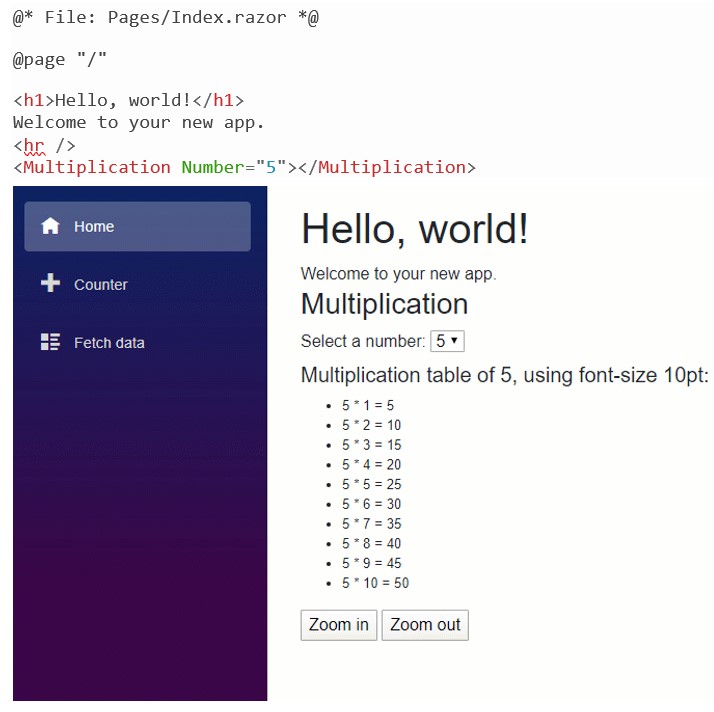 @* File: Pages/Index.razor *@
@page "/"
<h1>Hello, world!</h1>
Welcome to your new app.
<hr />
<Multiplication Number="5"></Multiplication>
Home
Counter
Fetch data
Hello, world!
Welcome to your new app.
Multiplication
Select a number: 5
Multiplication table of 5, using font-size 10pt:
5 * 1 = 5
5 * 2 = 10
5 * 3 = 15
5 * 4 = 20
5 * 5 = 25
5 * 6 = 30
5 * 7 = 35
5 * 8 = 40
5 * 9 = 45
5 * 10 = 50
Zoom in Zoom out